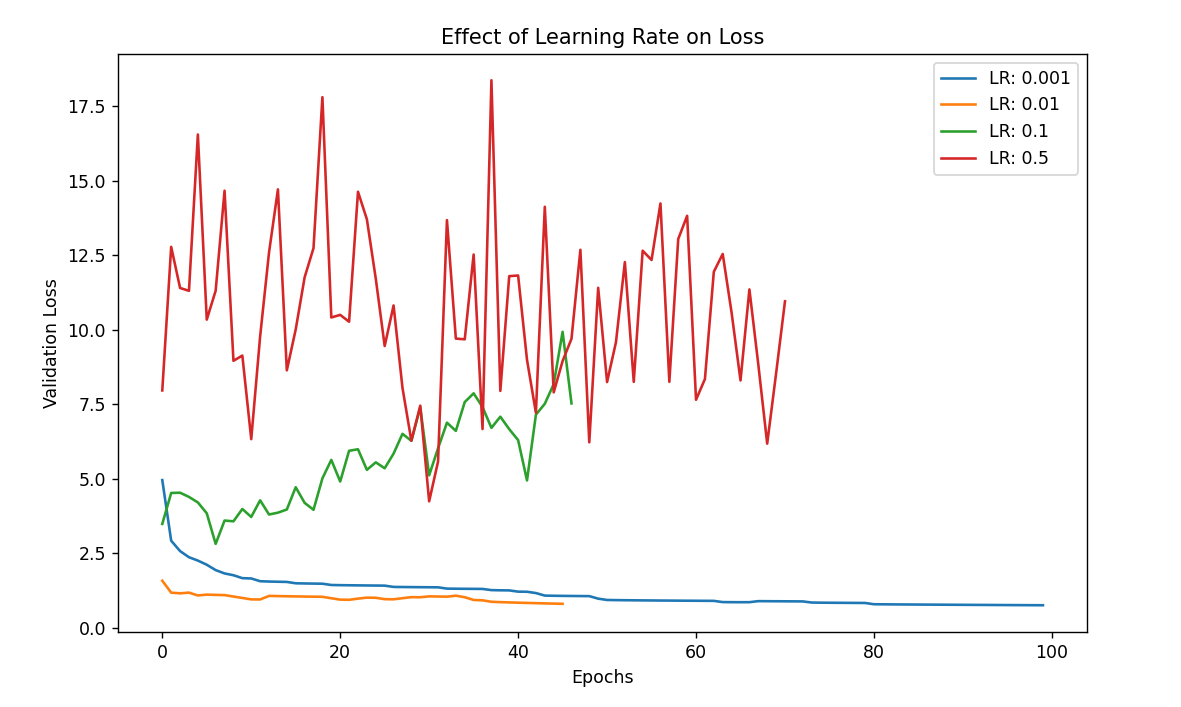 Effect of Learning Rate on Loss
LR: 0.001
LR: 0.01
LR: 0.1
LR: 0.5
17.5
15.0
12.5
10.0
7.5
5.0
2.5
0.0
Validation Loss
0 20 40 60 80 100
Epochs